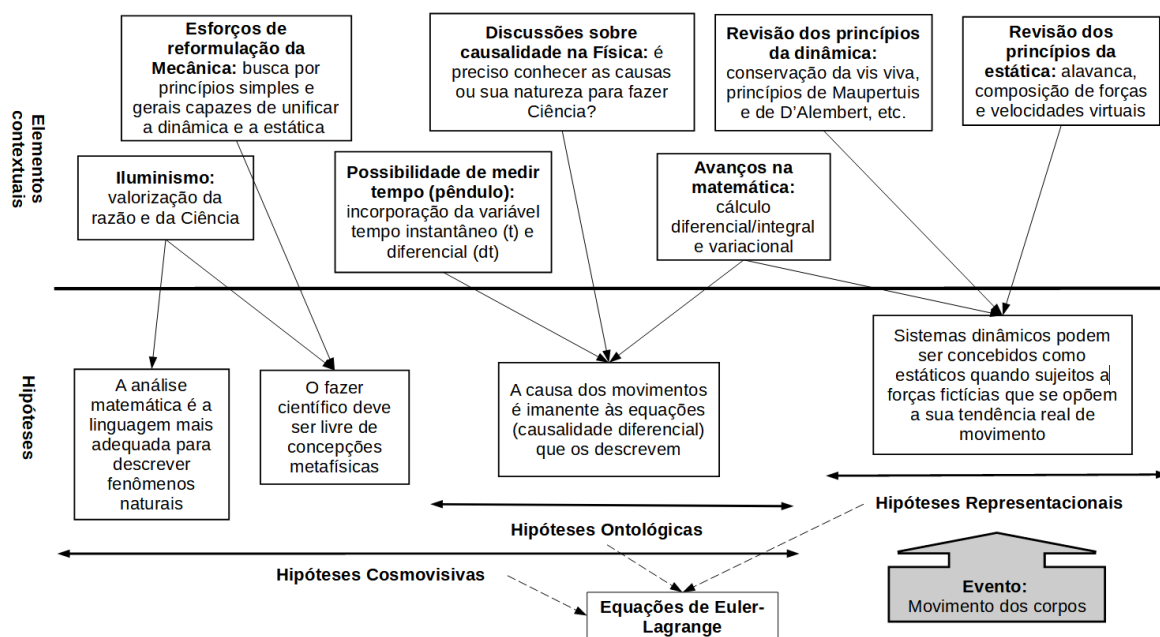 Elementos
contextuais
Esforços de
reformulação da
Mecânica: busca por
princípios simples e
gerais capazes de unificar
a dinâmica e a estática
Discussões sobre
causalidade na Física: é
preciso conhecer as causas
ou sua natureza para fazer
Ciência?
Revisão dos princípios
da dinâmica:
conservação da vis viva,
princípios de Maupertuis
e de D'Alembert, etc.
Revisão dos
princípios da
estática: alavanca,
composição de forças
e velocidades virtuais
Iluminismo:
valorização da
razão e da Ciência
Possibilidade de medir
tempo (pêndulo):
incorporação da variável
tempo instantâneo (t) e
diferencial (dt)
Avanços na
matemática:
cálculo
diferencial/integral
e variacional
Hipóteses
A análise
matemática é a
linguagem mais
adequada para
descrever
fenômenos
naturais
O fazer
científico deve
ser livre de
concepções
metafísicas
A causa dos movimentos
é imanente às equações
(causalidade diferencial)
que os descrevem
Sistemas dinâmicos podem
ser concebidos como
estáticos quando sujeitos a
forças fictícias que se opõem
a sua tendência real de
movimento
Hipóteses Representacionais
Hipóteses Ontológicas
Hipóteses Cosmovisivas
Equações de Euler-
Lagrange
Evento:
Movimento dos corpos